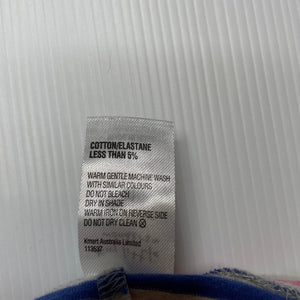 COTTON/ELASTANE
LESS THAN 5%
WARM GENTLE MACHINE WASH
WITH SIMILAR COLOURS
DO NOT BLEACH
DRY IN SHADE
WARM IRON ON REVERSE SIDE
DO NOT DRY CLEAN
Kmart Australia Limited
113537